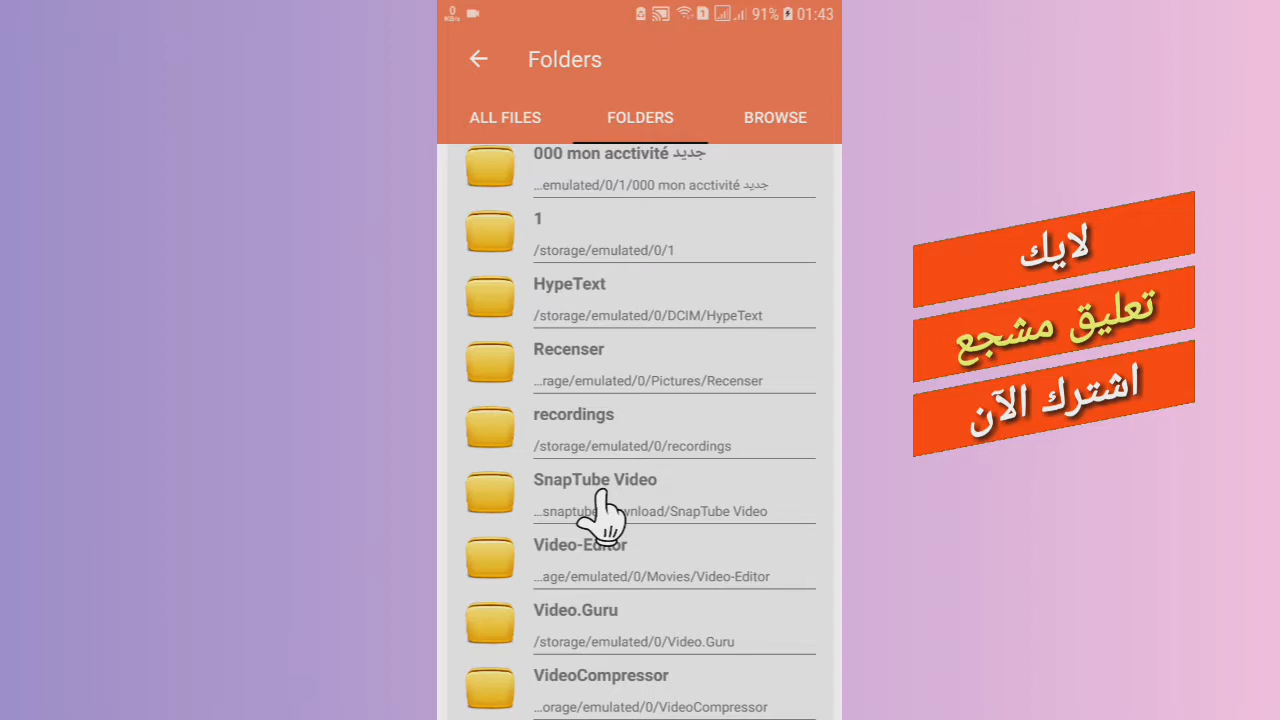 0
KB/s
1
91%
01:43
Folders
ALL FILES
FOLDERS
BROWSE
000 mon acctivité جديد
...emulated/0/1/000 mon acctivité جديد
1
/storage/emulated/0/1
HypeText
/storage/emulated/0/DCIM/HypeText
Recenser
...rage/emulated/0/Pictures/Recenser
recordings
/storage/emulated/0/recordings
SnapTube Video
...snaptube/download/SnapTube Video
Video-Editor
...age/emulated/0/Movies/Video-Editor
Video.Guru
/storage/emulated/0/Video.Guru
VideoCompressor
...orage/emulated/0/VideoCompressor
لايك
تعليق مشجع
اشترك الآن